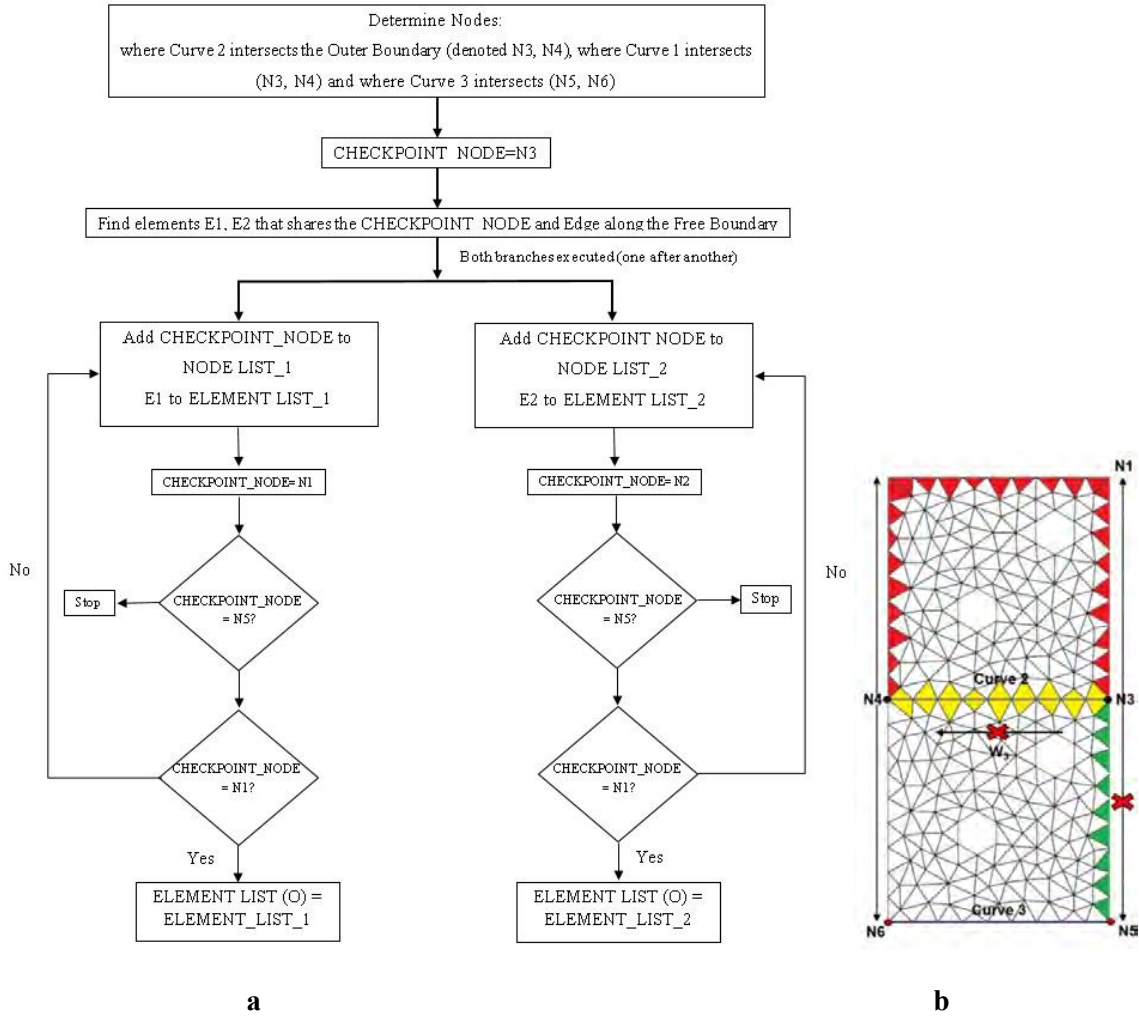 Determine Nodes:
where Curve 2 intersects the Outer Boundary (denoted N3, N4), where Curve 1 intersects
(N3, N4) and where Curve 3 intersects (N5, N6)
CHECKPOINT_NODE=N3
Find elements E1, E2 that shares the CHECKPOINT_NODE and Edge along the Free Boundary
Both branches executed (one after another)
Add CHECKPOINT_NODE to
NODE LIST_1
E1 to ELEMENT LIST_1
Add CHECKPOINT NODE to
NODE LIST_2
E2 to ELEMENT LIST_2
CHECKPOINT_NODE= N1
CHECKPOINT_NODE= N2
No
No
Stop
CHECKPOINT_NODE
= N5?
CHECKPOINT_NODE
= N5?
Stop
CHECKPOINT_NODE
= N1?
CHECKPOINT_NODE
= N1?
Yes
Yes
ELEMENT LIST (O) =
ELEMENT_LIST_1
ELEMENT LIST (O) =
ELEMENT_LIST_2
N1
Curve 2
N4
N3
Curve 3
N6
N5
a
b